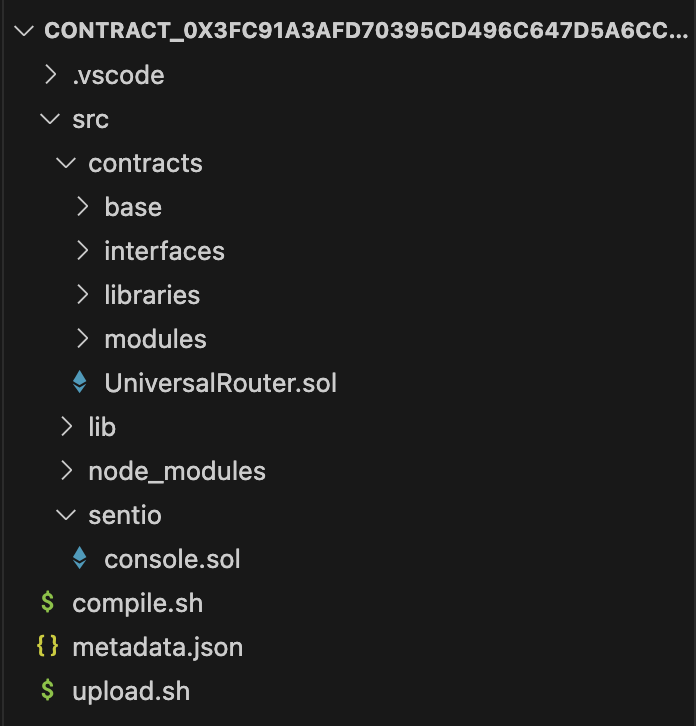 CONTRACT_0X3FC91A3AFD70395CD496C647D5A6CC...
.vscode
src
contracts
base
interfaces
libraries
modules
UniversalRouter.sol
lib
node_modules
sentio
console.sol
$ compile.sh
{} metadata.json
$ upload.sh